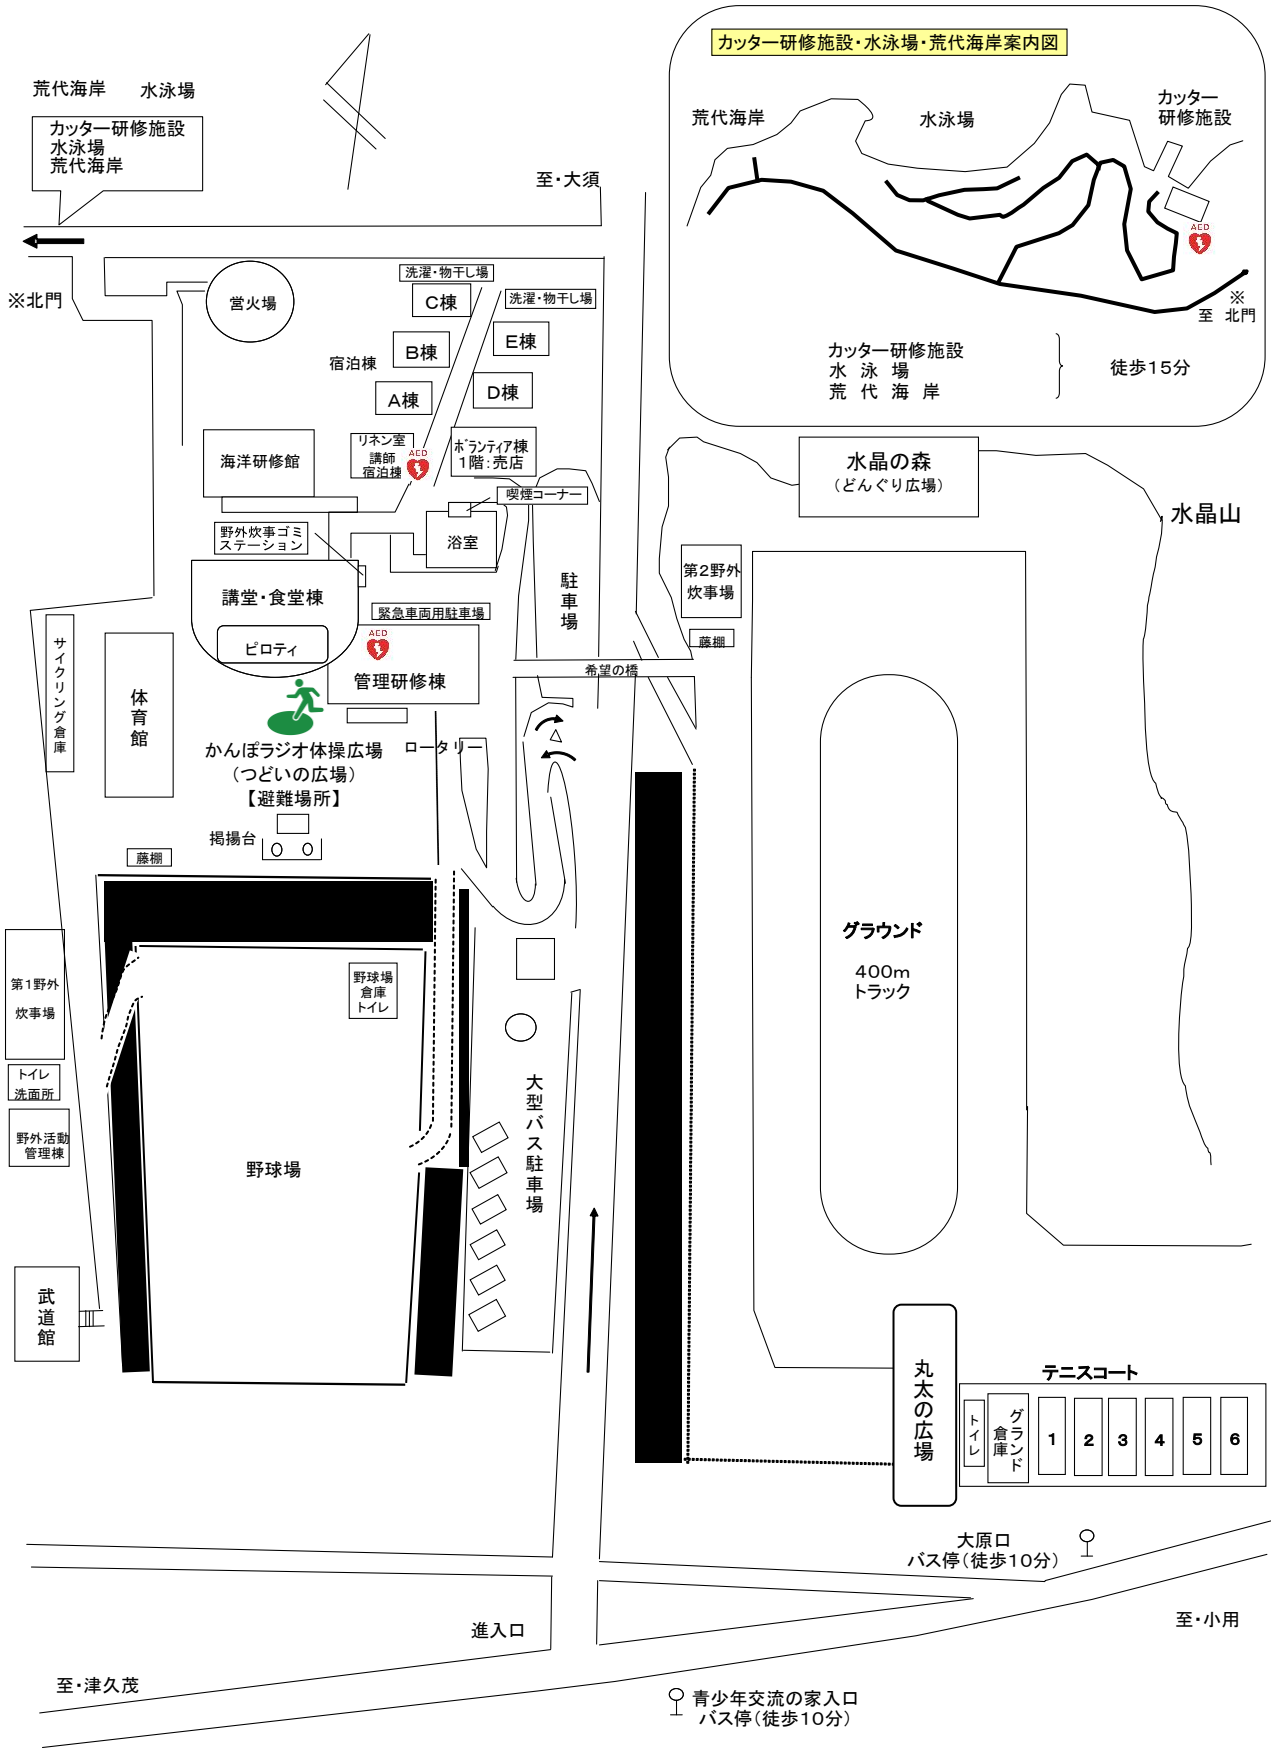 カッター研修施設・水泳場・荒代海岸案内図
荒代海岸
水泳場
カッター
研修施設
AED
※
至 北門
カッター研修施設
水 泳 場
荒 代 海 岸
徒歩15分
荒代海岸
水泳場
カッター研修施設
水泳場
荒代海岸
至・大須
※北門
営火場
洗濯・物干し場
C棟
洗濯・物干し場
B棟
E棟
宿泊棟
A棟
D棟
海洋研修館
リネン室
講師
宿泊棟
AED
ボランティア棟
1階:売店
喫煙コーナー
野外炊事ゴミ
ステーション
浴室
水晶の森
(どんぐり広場)
水晶山
講堂・食堂棟
ピロティ
緊急車両用駐車場
AED
管理研修棟
駐車場
第2野外
炊事場
藤棚
希望の橋
サイクリング倉庫
体育館
かんぽラジオ体操広場
(つどいの広場)
【避難場所】
ロータリー
掲揚台
藤棚
第1野外
炊事場
トイレ
洗面所
野外活動
管理棟
野球場
倉庫
トイレ
野球場
大型バス駐車場
グラウンド
400m
トラック
武道館
丸太の広場
テニスコート
トイレ
グランド
倉庫
1
2
3
4
5
6
大原口
バス停(徒歩10分)
進入口
至・小用
至・津久茂
青少年交流の家入口
バス停(徒歩10分)